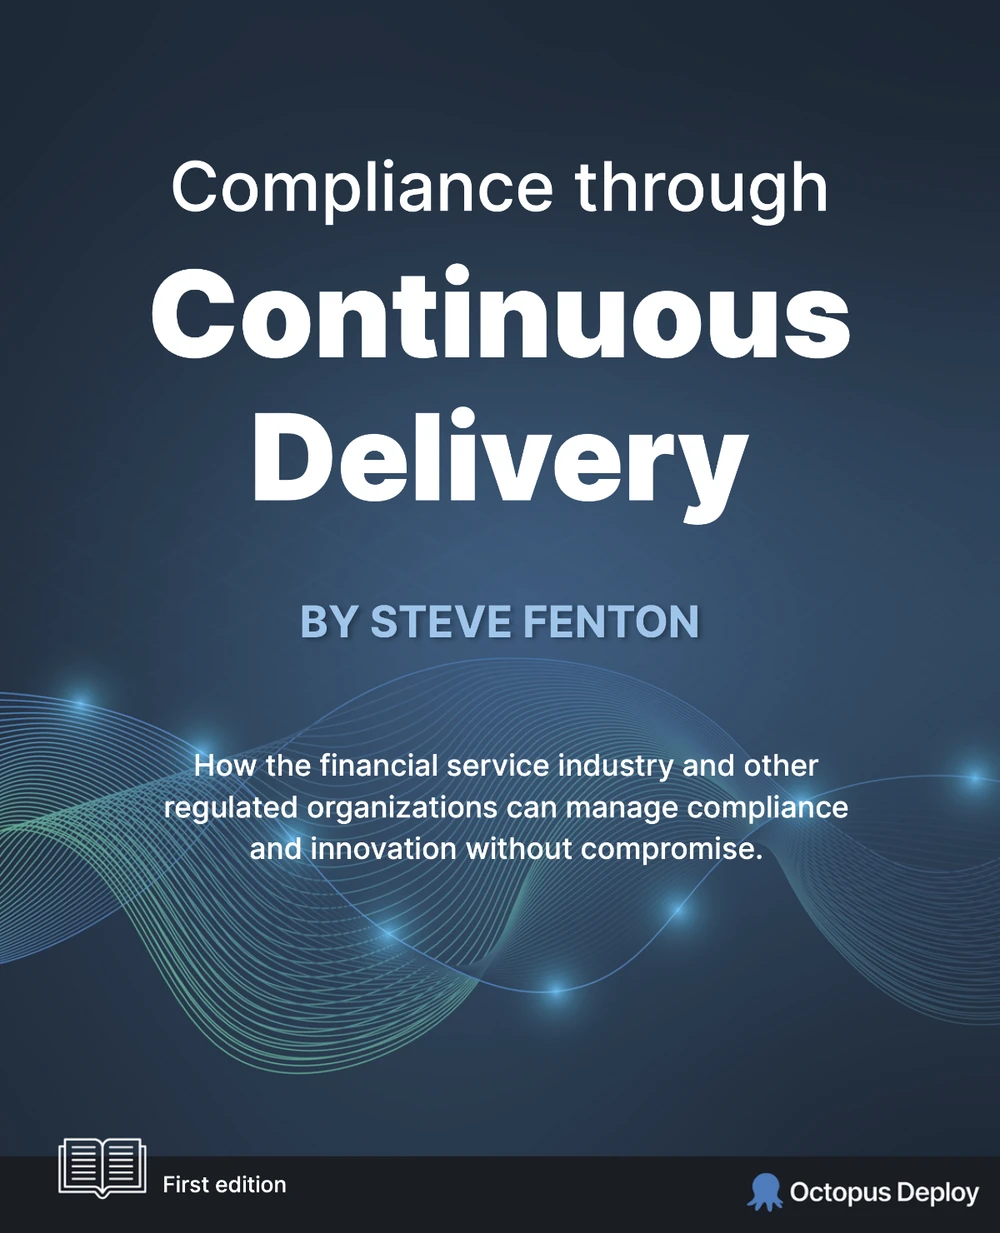 Compliance through
Continuous
Delivery
BY STEVE FENTON
How the financial service industry and other
regulated organizations can manage compliance
and innovation without compromise.
First edition
Octopus Deploy